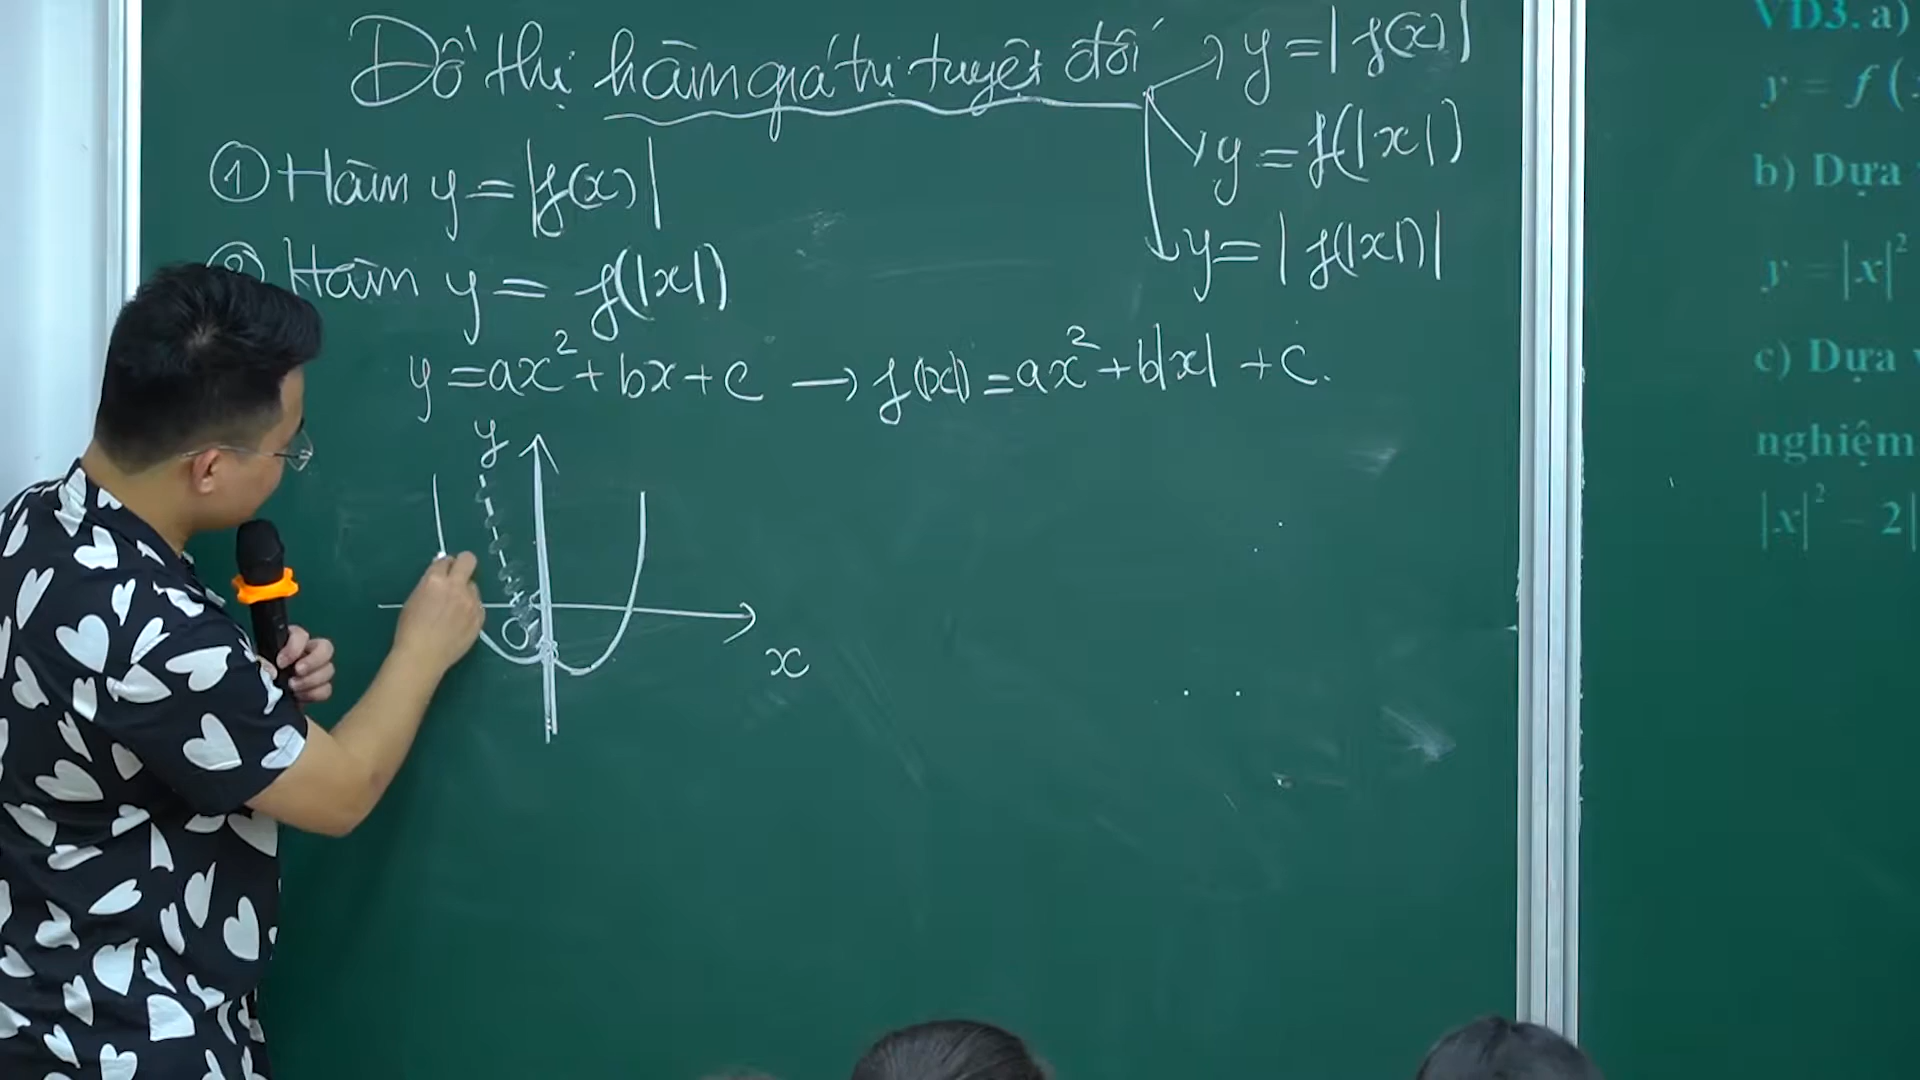 Đồ thị hàm giá trị tuyệt đối → y = |f(x)|
y = f(|x|)
y = |f(|x|)|
① Hàm y = |f(x)|
② Hàm y = f(|x|)
y = ax² + bx + c → f(|x|) = ax² + b|x| + c.
y
O
x
VD3. a)
y = f (
b) Dựa
y = |x|²
c) Dựa
nghiệm
|x|² − 2|